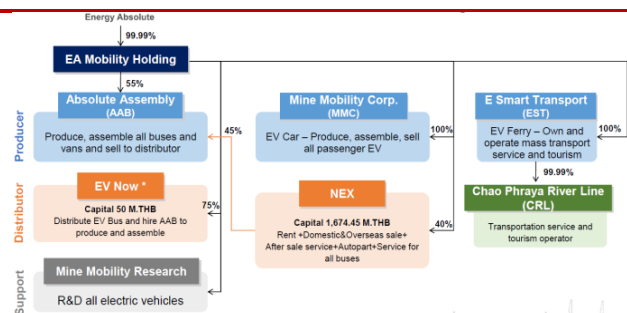 Energy Absolute
99.99%
EA Mobility Holding
55%
Producer
Absolute Assembly
(AAB)
Produce, assemble all buses and
vans and sell to distributor
45%
Mine Mobility Corp.
(MMC)
EV Car – Produce, assemble, sell
all passenger EV
100%
E Smart Transport
(EST)
EV Ferry – Own and
operate mass transport
service and tourism
100%
99.99%
Distributor
EV Now *
Capital 50 M.THB
Distribute EV Bus and hire AAB to
produce and assemble
75%
NEX
Capital 1,674.45 M.THB
Rent +Domestic&Overseas sale+
After sale service+Autopart+Service for
all buses
40%
Chao Phraya River Line
(CRL)
Transportation service and
tourism operator
Support
Mine Mobility Research
R&D all electric vehicles